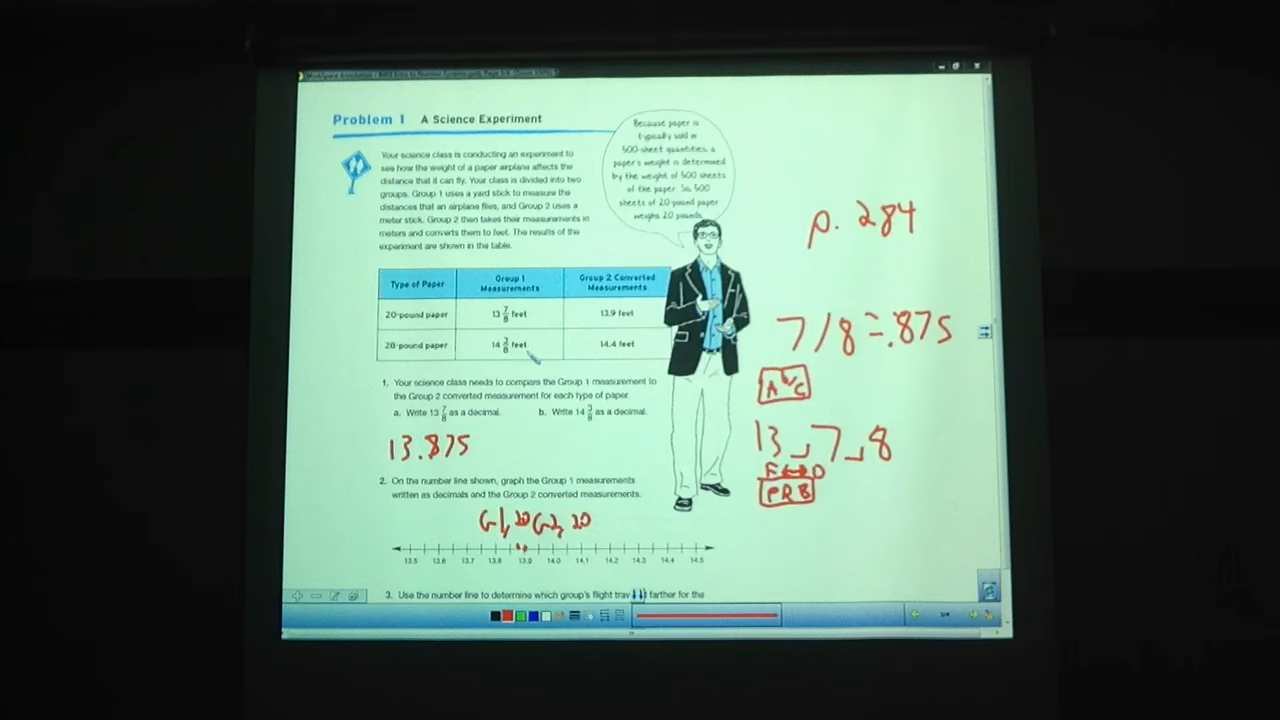 Problem 1 A Science Experiment
Your science class is conducting an experiment to
see how the weight of a paper airplane affects the
distance that it can fly. Your class is divided into two
groups. Group 1 uses a yard stick to measure the
distances that an airplane flies, and Group 2 uses a
meter stick. Group 2 then takes their measurements in
meters and converts them to feet. The results of the
experiment are shown in the table.
Because paper is
typically sold in
500-sheet quantities, a
paper's weight is determined
by the weight of 500 sheets
of the paper. So, 500
sheets of 20-pound paper
weighs 20 pounds.
p. 284
Type of Paper
Group 1
Measurements
Group 2 Converted
Measurements
20-pound paper
13 7/8 feet
13.9 feet
28-pound paper
14 3/8 feet
14.4 feet
7/8 = .875
A b/c
13 ⌟ 7 ⌟ 8
F↔D
PRB
1. Your science class needs to compare the Group 1 measurement to
the Group 2 converted measurement for each type of paper.
a. Write 13 7/8 as a decimal. b. Write 14 3/8 as a decimal.
13.875
2. On the number line shown, graph the Group 1 measurements
written as decimals and the Group 2 converted measurements.
G1, 20 G2, 20
13.5 13.6 13.7 13.8 13.9 14.0 14.1 14.2 14.3 14.4 14.5
3. Use the number line to determine which group's flight farther for the